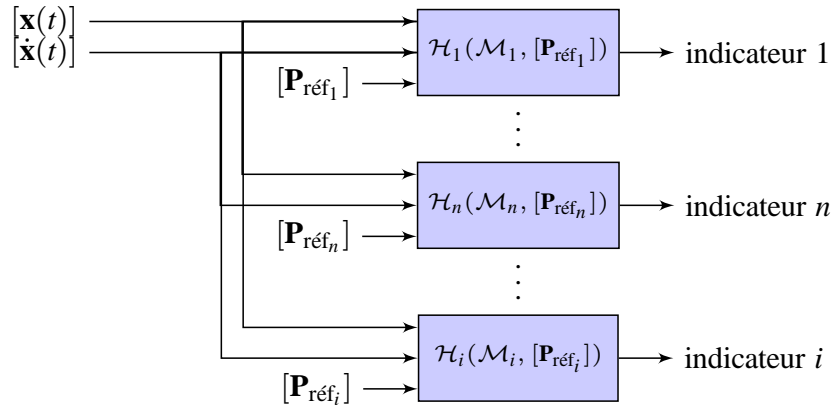 [𝐱(t)]
[𝐱̇(t)]
ℋ₁(ℳ₁, [𝐏réf₁])
indicateur 1
[𝐏réf₁]
⋮
ℋₙ(ℳₙ, [𝐏réfₙ])
indicateur n
[𝐏réfₙ]
⋮
ℋᵢ(ℳᵢ, [𝐏réfᵢ])
indicateur i
[𝐏réfᵢ]